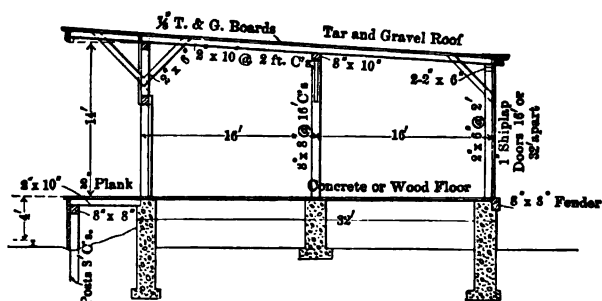 ⅞" T. & G. Boards
Tar and Gravel Roof
2" x 6"
2" x 10 @ 2 ft. C's.
8" x 10"
2-2" x 6"
14'
16'
8" x 8 @ 16' C's
16'
2" x 6" @ 2'
1" Shiplap
Doors 16' or
32' apart
2" x 10"
2" Plank
Concrete or Wood Floor
4'
8" x 8"
32'
8" x 8" Fender
Posts 8' C's.